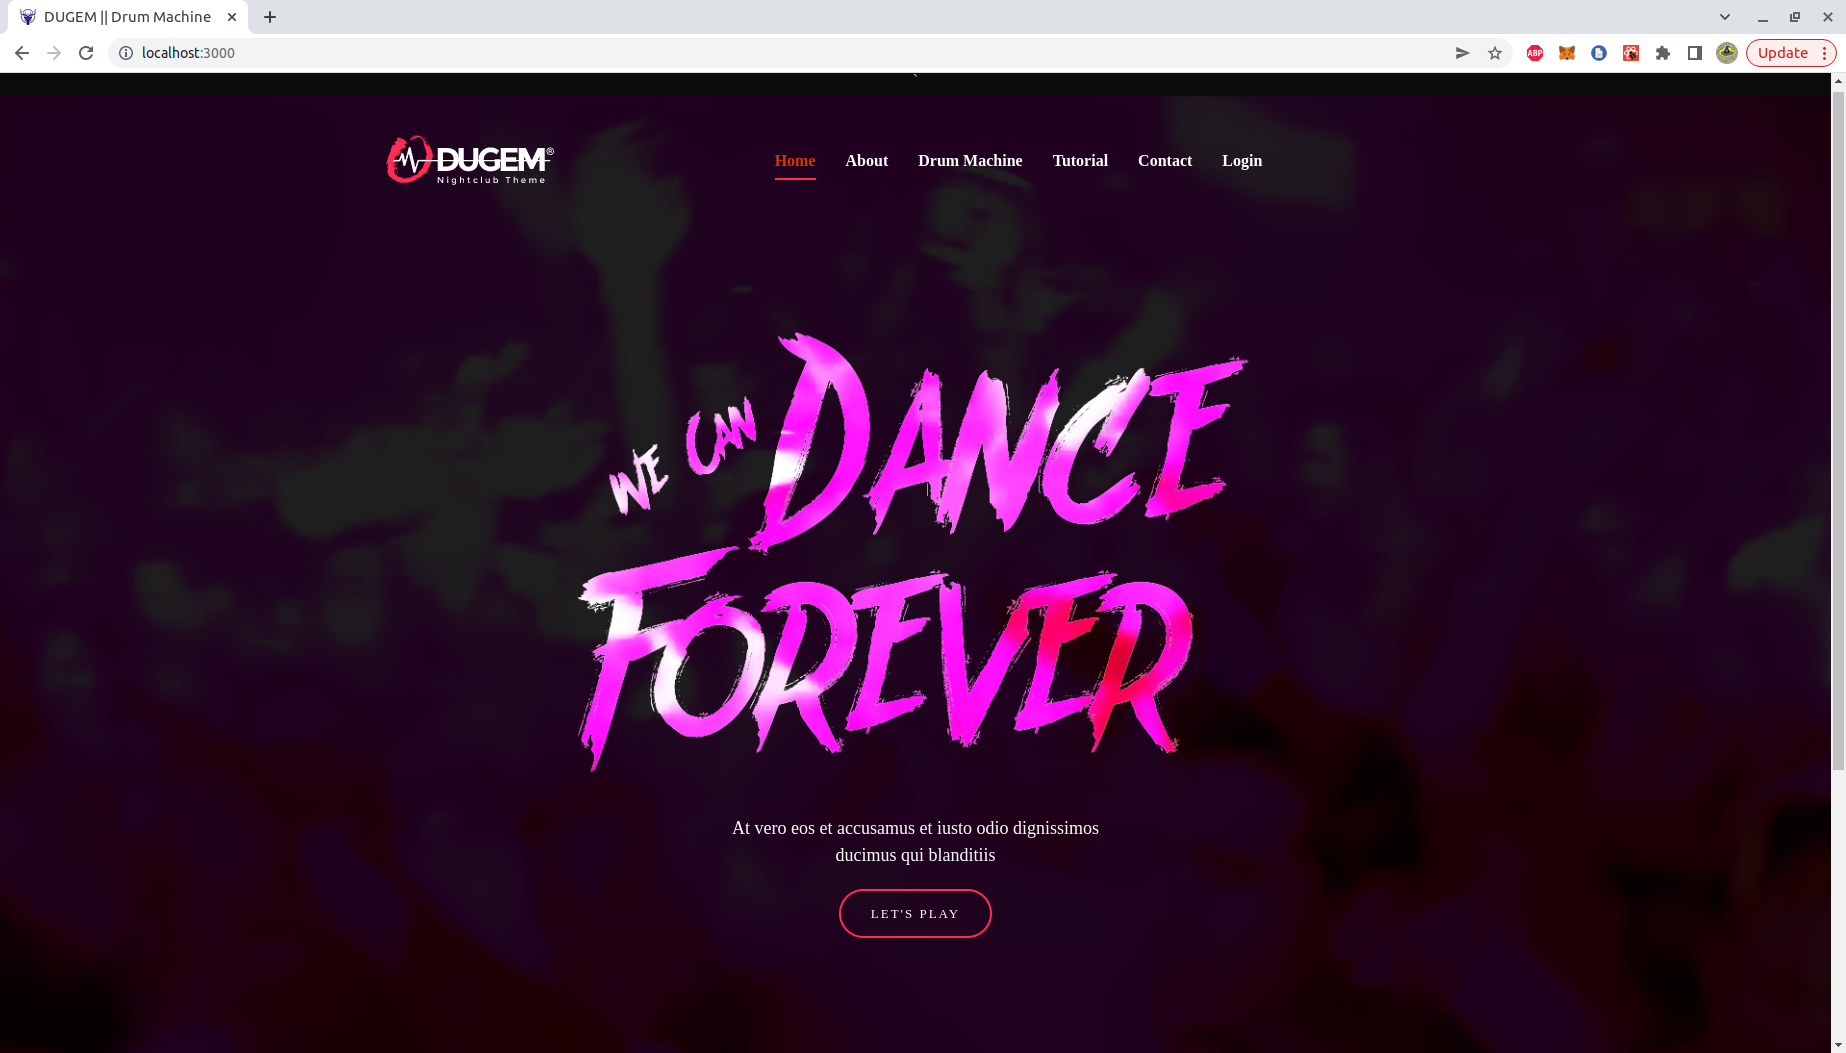 DUGEM || Drum Machine
localhost:3000
ABP
Update
`
DUGEM®
Nightclub Theme
Home About Drum Machine Tutorial Contact Login
WE CAN DANCE
FOREVER
At vero eos et accusamus et iusto odio dignissimos
ducimus qui blanditiis
LET'S PLAY